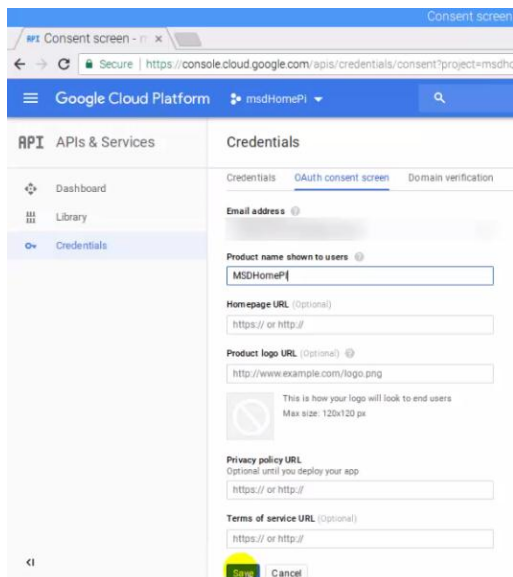 Consent screen
API Consent screen - m ×
Secure | https://console.cloud.google.com/apis/credentials/consent?project=msdho
Google Cloud Platform msdHomePi
API APIs & Services
Credentials
Credentials OAuth consent screen Domain verification
Dashboard
Library
Credentials
Email address
Product name shown to users
MSDHomePi
Homepage URL (Optional)
https:// or http://
Product logo URL (Optional)
http://www.example.com/logo.png
This is how your logo will look to end users
Max size: 120x120 px
Privacy policy URL
Optional until you deploy your app
https:// or http://
Terms of service URL (Optional)
https:// or http://
Save Cancel